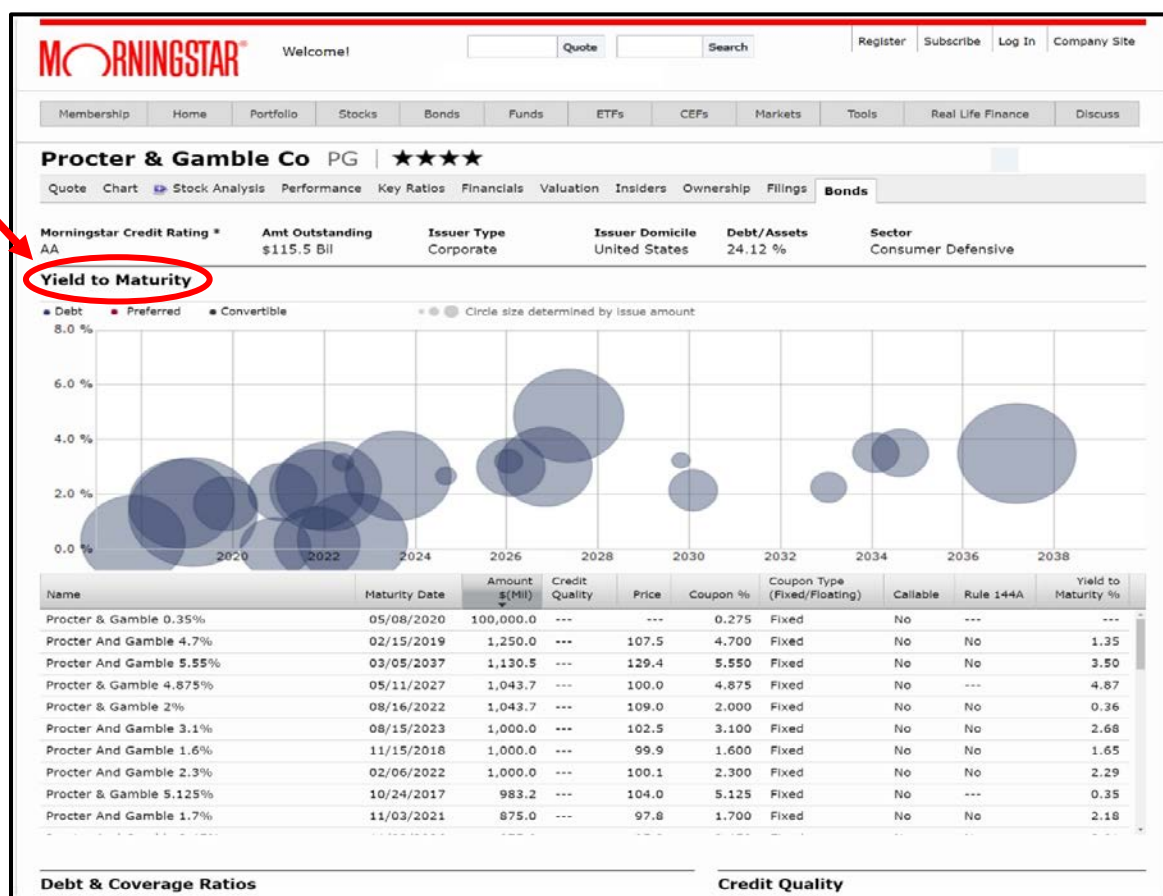 MORNINGSTAR®
Welcome!
Quote
Search
Register Subscribe Log In Company Site
Membership Home Portfolio Stocks Bonds Funds ETFs CEFs Markets Tools Real Life Finance Discuss
Procter & Gamble Co PG ★★★★
Quote Chart Stock Analysis Performance Key Ratios Financials Valuation Insiders Ownership Filings Bonds
Morningstar Credit Rating * Amt Outstanding Issuer Type Issuer Domicile Debt/Assets Sector
AA $115.5 Bil Corporate United States 24.12 % Consumer Defensive
Yield to Maturity
Debt Preferred Convertible Circle size determined by issue amount
8.0 %
6.0 %
4.0 %
2.0 %
0.0 %
2020 2022 2024 2026 2028 2030 2032 2034 2036 2038
Name Maturity Date Amount $(Mil) Credit Quality Price Coupon % Coupon Type (Fixed/Floating) Callable Rule 144A Yield to Maturity %
Procter & Gamble 0.35% 05/08/2020 100,000.0 --- --- 0.275 Fixed No --- ---
Procter And Gamble 4.7% 02/15/2019 1,250.0 --- 107.5 4.700 Fixed No No 1.35
Procter And Gamble 5.55% 03/05/2037 1,130.5 --- 129.4 5.550 Fixed No No 3.50
Procter & Gamble 4.875% 05/11/2027 1,043.7 --- 100.0 4.875 Fixed No --- 4.87
Procter & Gamble 2% 08/16/2022 1,043.7 --- 109.0 2.000 Fixed No No 0.36
Procter And Gamble 3.1% 08/15/2023 1,000.0 --- 102.5 3.100 Fixed No No 2.68
Procter And Gamble 1.6% 11/15/2018 1,000.0 --- 99.9 1.600 Fixed No No 1.65
Procter And Gamble 2.3% 02/06/2022 1,000.0 --- 100.1 2.300 Fixed No No 2.29
Procter & Gamble 5.125% 10/24/2017 983.2 --- 104.0 5.125 Fixed No --- 0.35
Procter And Gamble 1.7% 11/03/2021 875.0 --- 97.8 1.700 Fixed No No 2.18
Debt & Coverage Ratios
Credit Quality